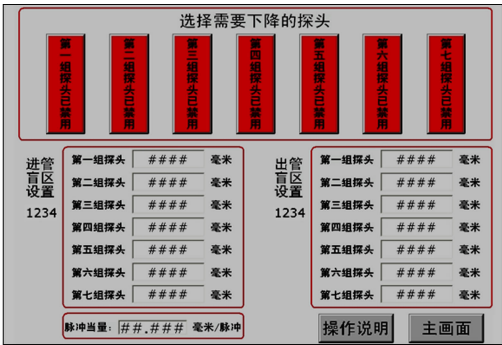 选择需要下降的探头
第一组探头已禁用
第二组探头已禁用
第三组探头已禁用
第四组探头已禁用
第五组探头已禁用
第六组探头已禁用
第七组探头已禁用
进管
盲区
设置
1234
第一组探头 #### 毫米
第二组探头 #### 毫米
第三组探头 #### 毫米
第四组探头 #### 毫米
第五组探头 #### 毫米
第六组探头 #### 毫米
第七组探头 #### 毫米
出管
盲区
设置
1234
第一组探头 #### 毫米
第二组探头 #### 毫米
第三组探头 #### 毫米
第四组探头 #### 毫米
第五组探头 #### 毫米
第六组探头 #### 毫米
第七组探头 #### 毫米
脉冲当量: ##.### 毫米/脉冲
操作说明
主画面